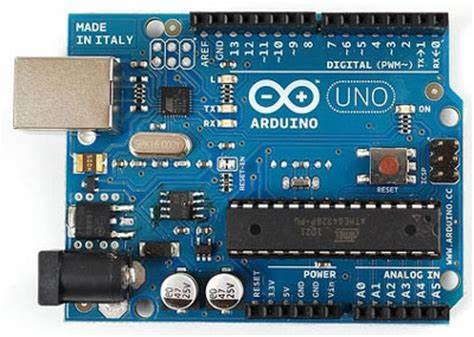 MADE
IN ITALY
AREF
GND
13
12
~11
~10
~9
8
7
~6
~5
4
~3
2
TX→1
RX←0
DIGITAL (PWM~)
L
TX
RX
ARDUINO
UNO
ON
RESET-EN
RESET
ICSP
WWW.ARDUINO.CC
ATMEGA328P-PU
POWER
ANALOG IN
RESET
3.3V
5V
GND
GND
Vin
A0
A1
A2
A3
A4
A5
47
25V
47
25V